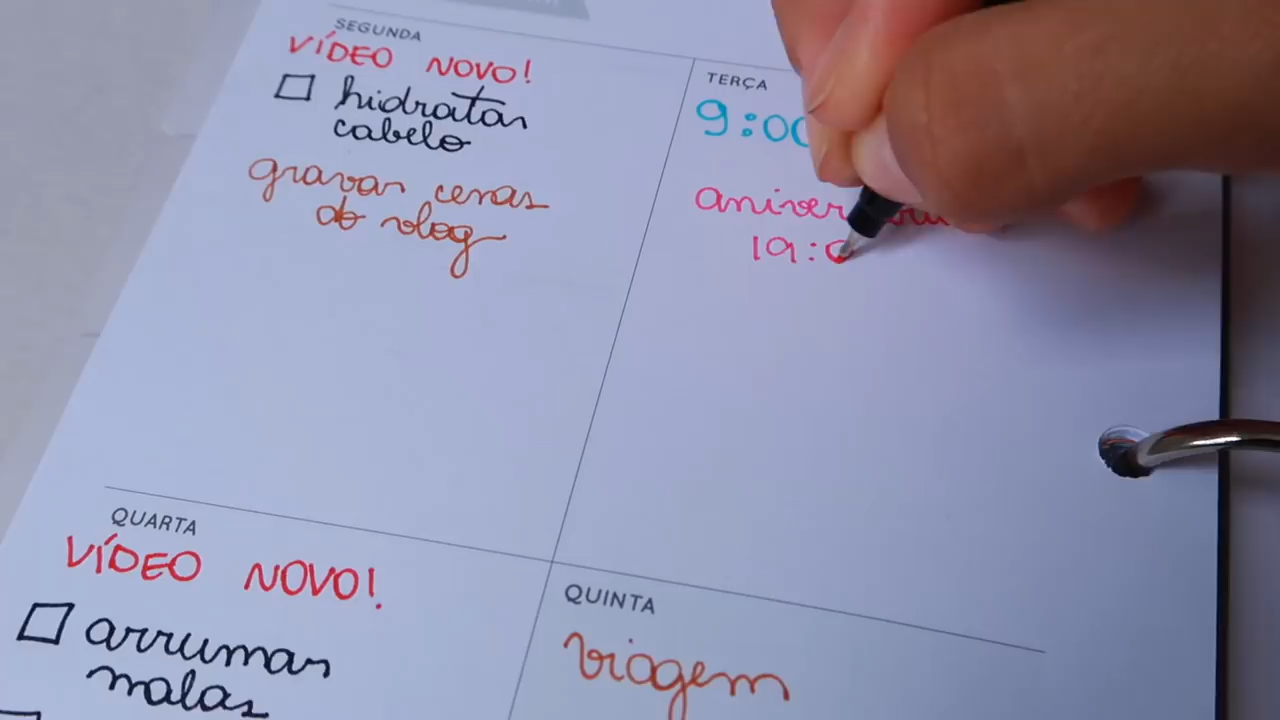 SEGUNDA
VÍDEO NOVO!
hidratar
cabelo
gravar cenas
do vlog
TERÇA
9:00
19:0
QUARTA
VÍDEO NOVO!
arrumar
malas
QUINTA
viagem